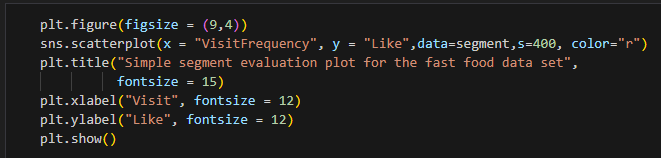 plt.figure(figsize = (9,4))
sns.scatterplot(x = "VisitFrequency", y = "Like",data=segment,s=400, color="r")
plt.title("Simple segment evaluation plot for the fast food data set",
          fontsize = 15)
plt.xlabel("Visit", fontsize = 12)
plt.ylabel("Like", fontsize = 12)
plt.show()